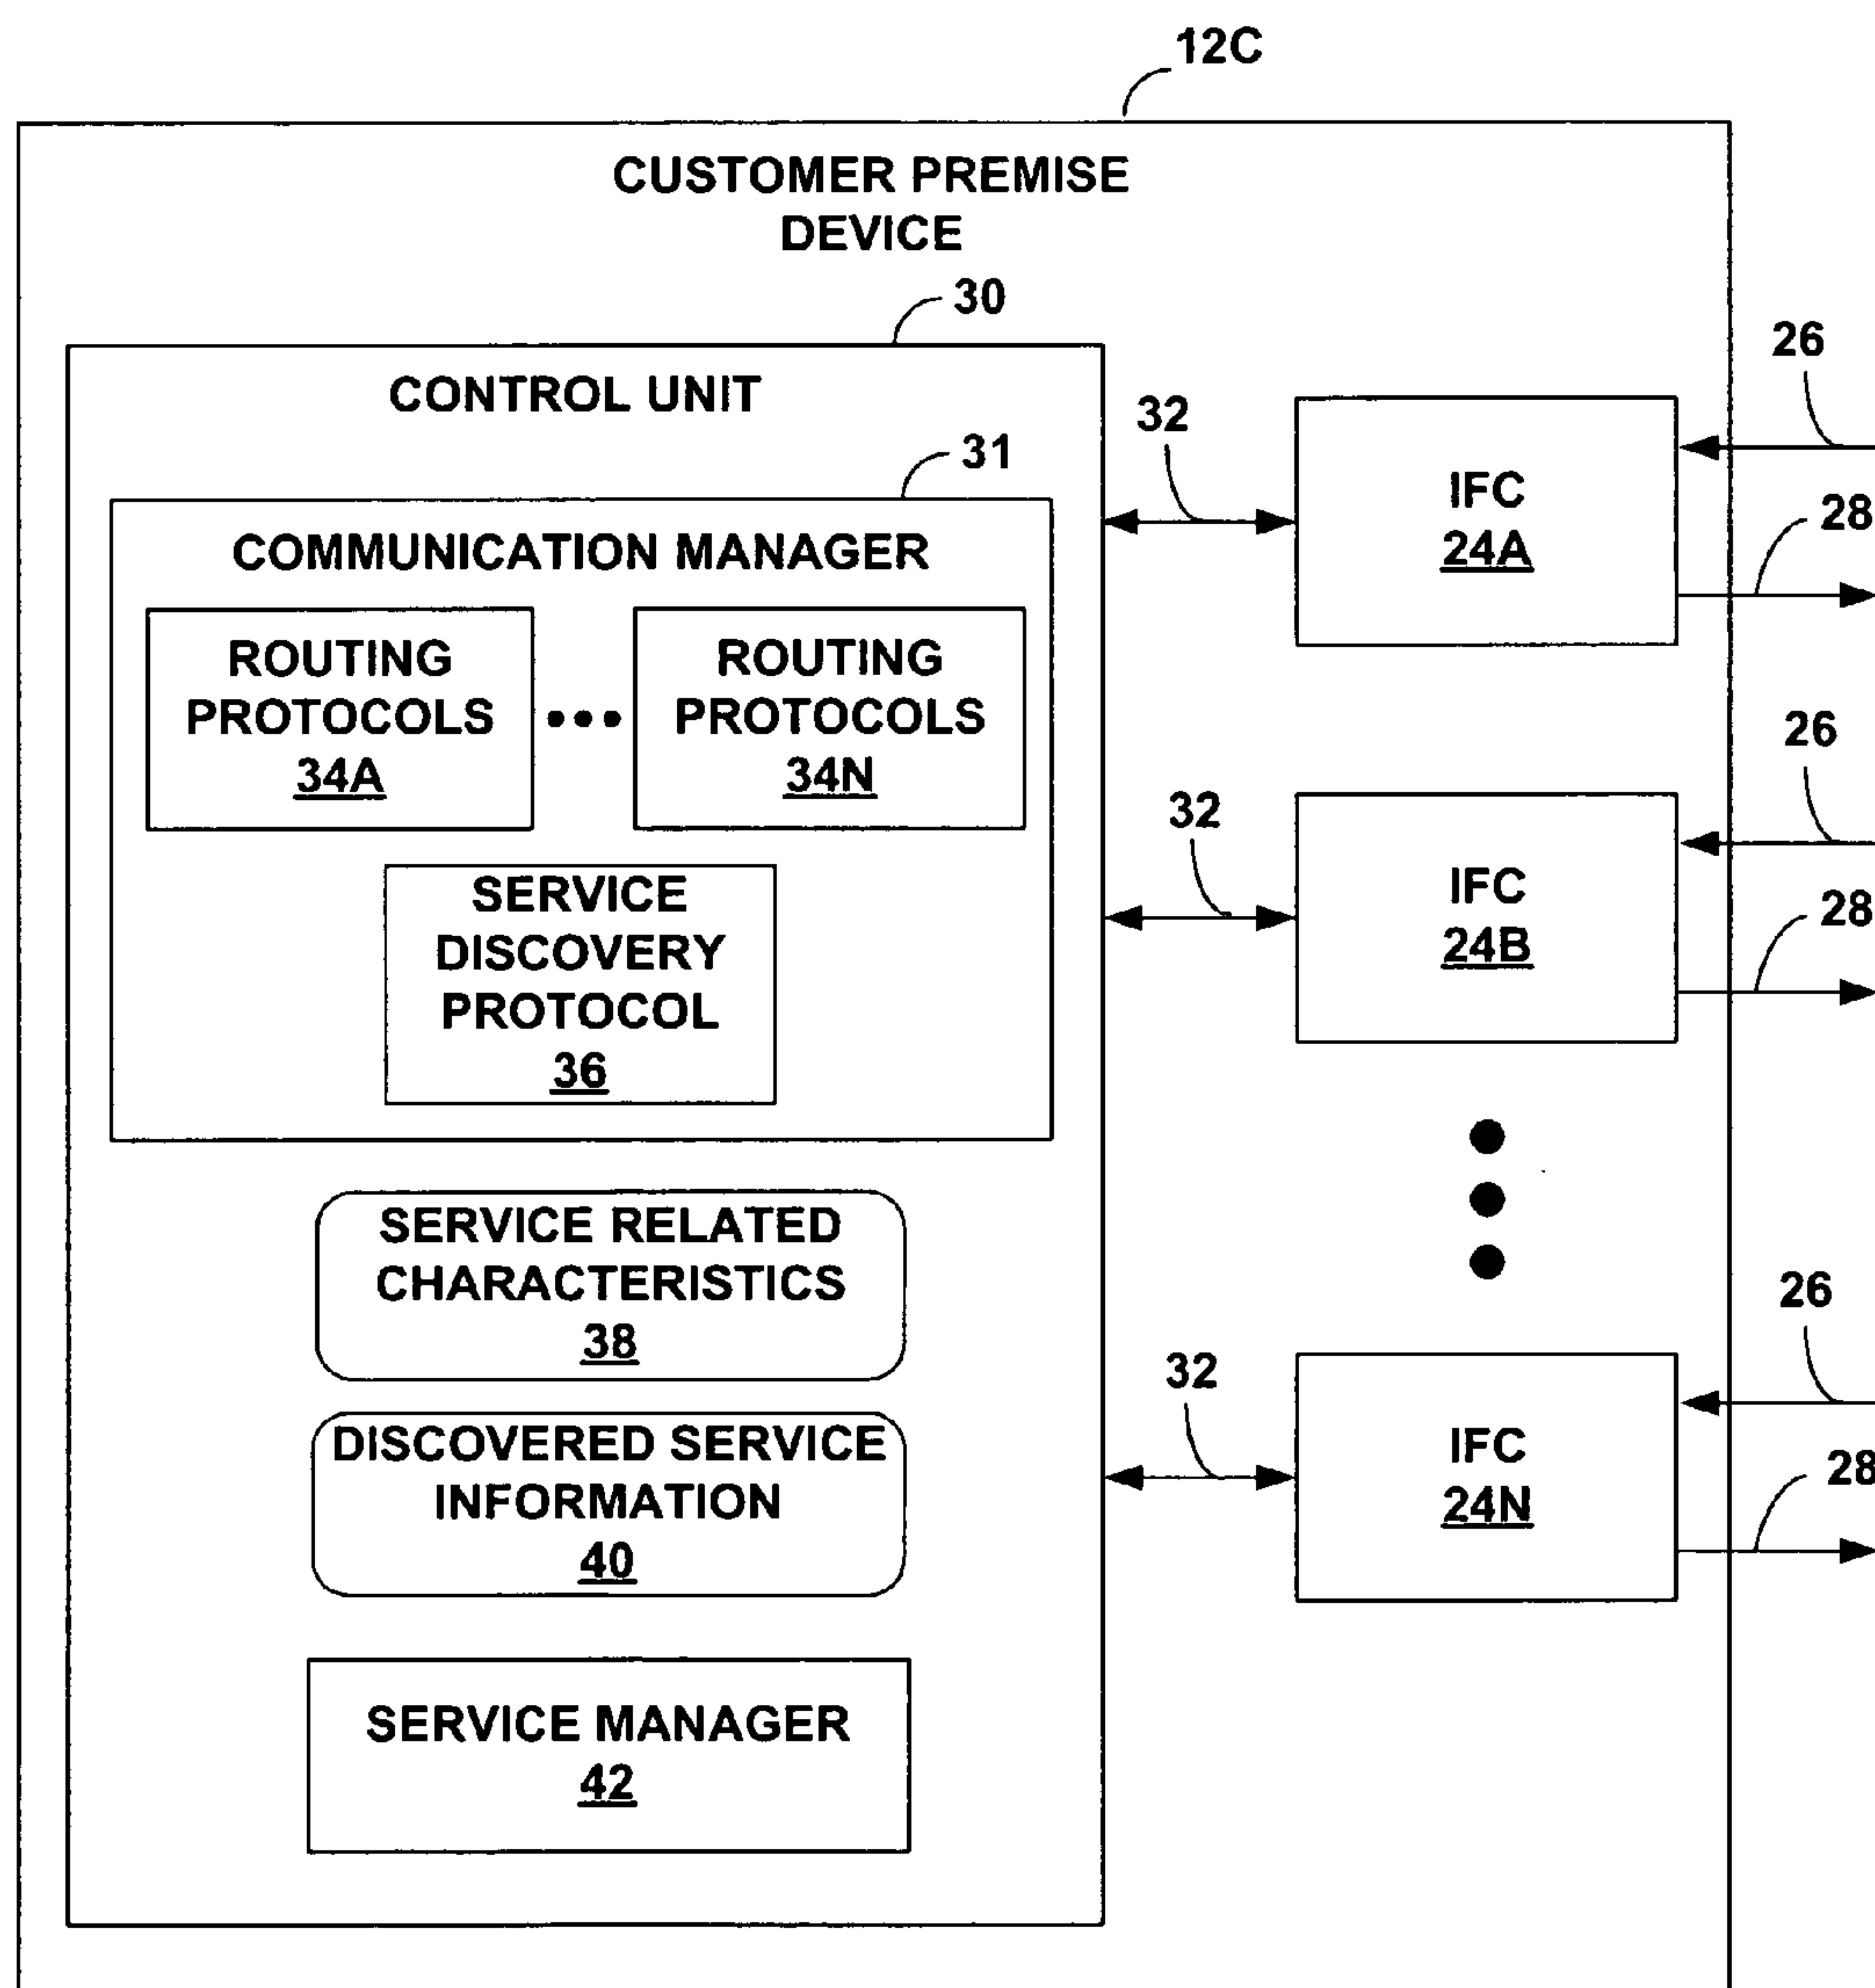 12C
CUSTOMER PREMISE
DEVICE
30
CONTROL UNIT
31
COMMUNICATION MANAGER
ROUTING
PROTOCOLS
34A
ROUTING
PROTOCOLS
34N
SERVICE
DISCOVERY
PROTOCOL
36
SERVICE RELATED
CHARACTERISTICS
38
DISCOVERED SERVICE
INFORMATION
40
SERVICE MANAGER
42
32
IFC
24A
26
28
32
IFC
24B
26
28
32
IFC
24N
26
28